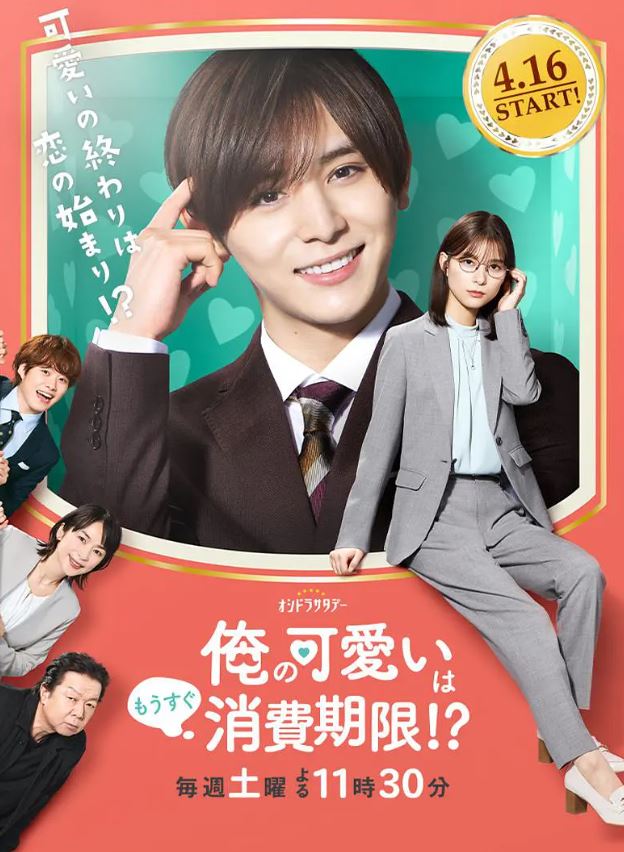 可愛いの終わりは
恋の始まり!?
4.16
START!
オシドラサタデー
俺の可愛いは
もうすぐ
消費期限!?
毎週土曜よる11時30分